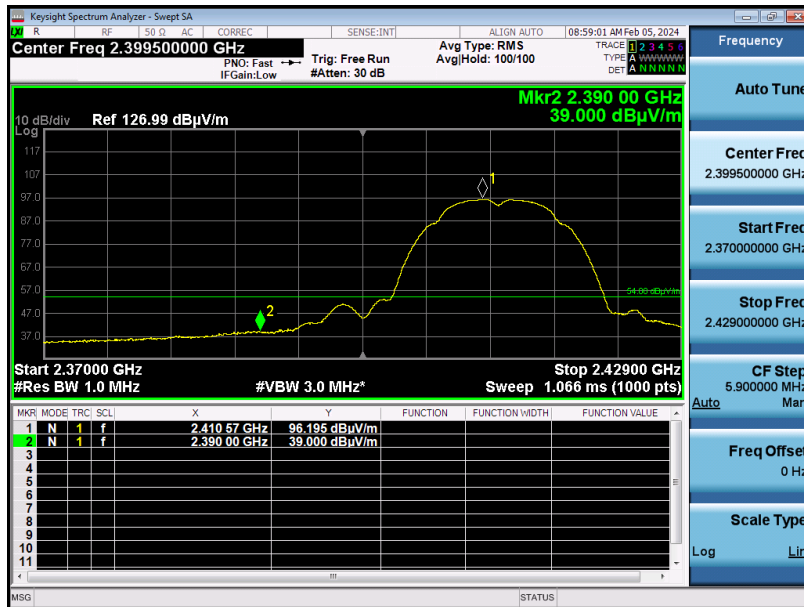 Keysight Spectrum Analyzer - Swept SA
LXI R RF 50 Ω AC CORREC SENSE:INT ALIGN AUTO 08:59:01 AM Feb 05, 2024
Center Freq 2.399500000 GHz
PNO: Fast
IFGain:Low
Trig: Free Run
#Atten: 30 dB
Avg Type: RMS
Avg|Hold: 100/100
TRACE 1 2 3 4 5 6
TYPE A WWWWW
DET A N N N N N
Mkr2 2.390 00 GHz
39.000 dBμV/m
10 dB/div Ref 126.99 dBμV/m
Log
117
107
97.0
87.0
77.0
67.0
57.0
47.0
37.0
1
2
54.00 dBμV/m
Start 2.37000 GHz Stop 2.42900 GHz
#Res BW 1.0 MHz #VBW 3.0 MHz* Sweep 1.066 ms (1000 pts)
MKR MODE TRC SCL X Y FUNCTION FUNCTION WIDTH FUNCTION VALUE
1 N 1 f 2.410 57 GHz 96.195 dBμV/m
2 N 1 f 2.390 00 GHz 39.000 dBμV/m
3
4
5
6
7
8
9
10
11
MSG STATUS
Frequency
Auto Tune
Center Freq
2.399500000 GHz
Start Freq
2.370000000 GHz
Stop Freq
2.429000000 GHz
CF Step
5.900000 MHz
Auto Man
Freq Offset
0 Hz
Scale Type
Log Lin